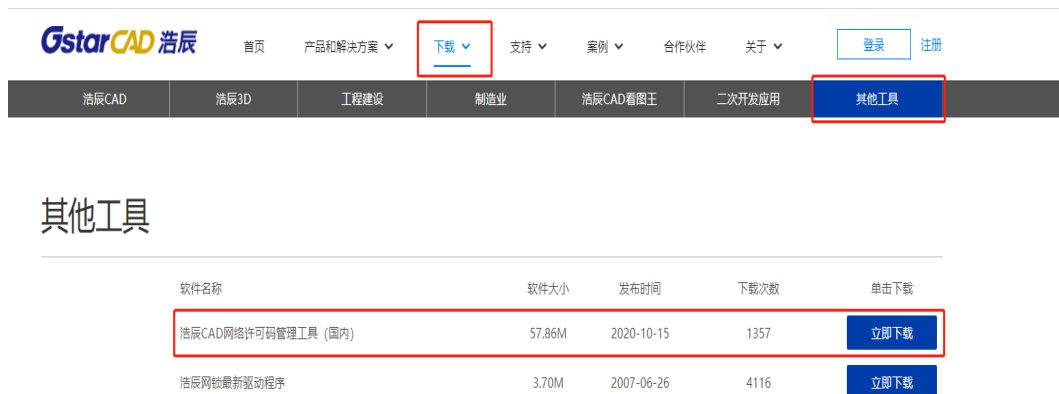 GstarCAD 浩辰 首页 产品和解决方案 下载 支持 案例 合作伙伴 关于 登录 注册
浩辰CAD 浩辰3D 工程建设 制造业 浩辰CAD看图王 二次开发应用 其他工具
其他工具
软件名称 软件大小 发布时间 下载次数 单击下载
浩辰CAD网络许可码管理工具（国内） 57.86M 2020-10-15 1357 立即下载
浩辰网锁最新驱动程序 3.70M 2007-06-26 4116 立即下载